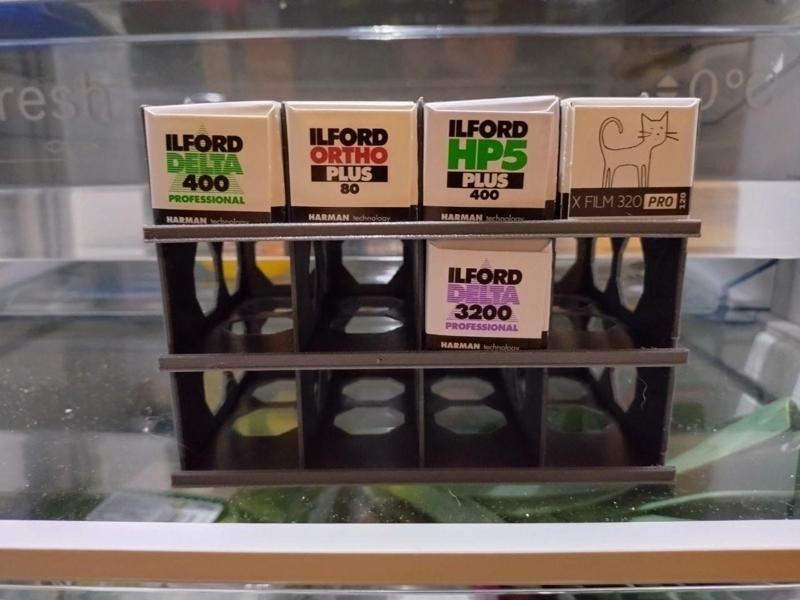 resh
0°C
ILFORD
DELTA
400
PROFESSIONAL
HARMAN technology
ILFORD
ORTHO
PLUS
80
HARMAN technology
ILFORD
HP5
PLUS
400
HARMAN technology
X FILM 320 PRO 120
ILFORD
DELTA
3200
PROFESSIONAL
HARMAN technology